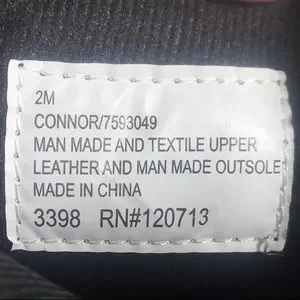 2M
CONNOR/7593049
MAN MADE AND TEXTILE UPPER
LEATHER AND MAN MADE OUTSOLE
MADE IN CHINA
3398 RN#120713